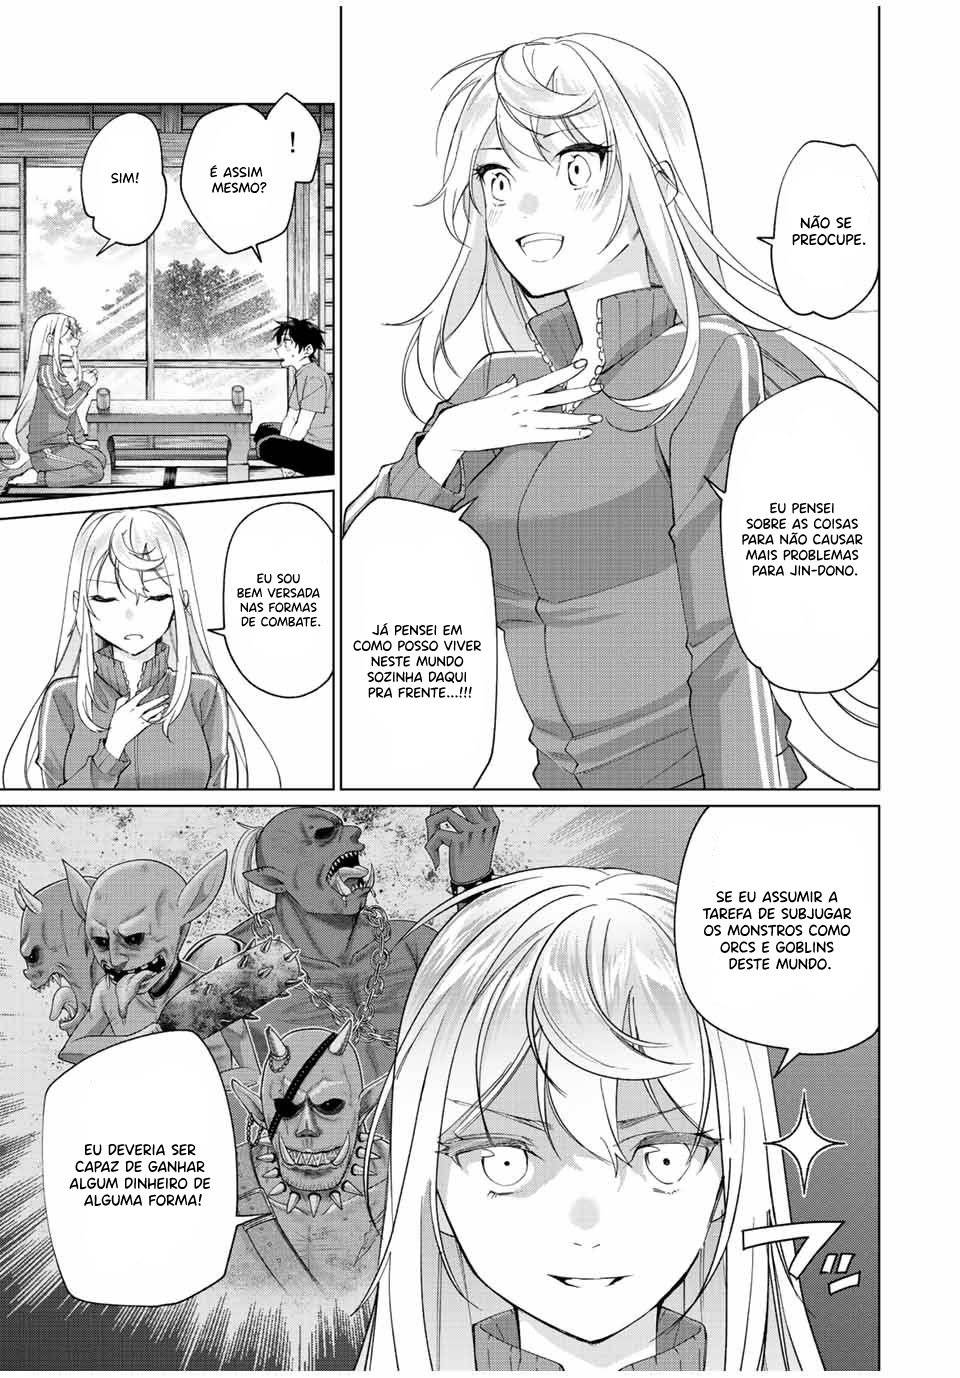 NÃO SE
PREOCUPE.
EU PENSEI
SOBRE AS COISAS
PARA NÃO CAUSAR
MAIS PROBLEMAS
PARA JIN-DONO.
JÁ PENSEI EM
COMO POSSO VIVER
NESTE MUNDO
SOZINHA DAQUI
PRA FRENTE...!!!
!
É ASSIM
MESMO?
SIM!
EU SOU
BEM VERSADA
NAS FORMAS
DE COMBATE.
SE EU ASSUMIR A
TAREFA DE SUBJUGAR
OS MONSTROS COMO
ORCS E GOBLINS
DESTE MUNDO.
EU DEVERIA SER
CAPAZ DE GANHAR
ALGUM DINHEIRO DE
ALGUMA FORMA!
フブ